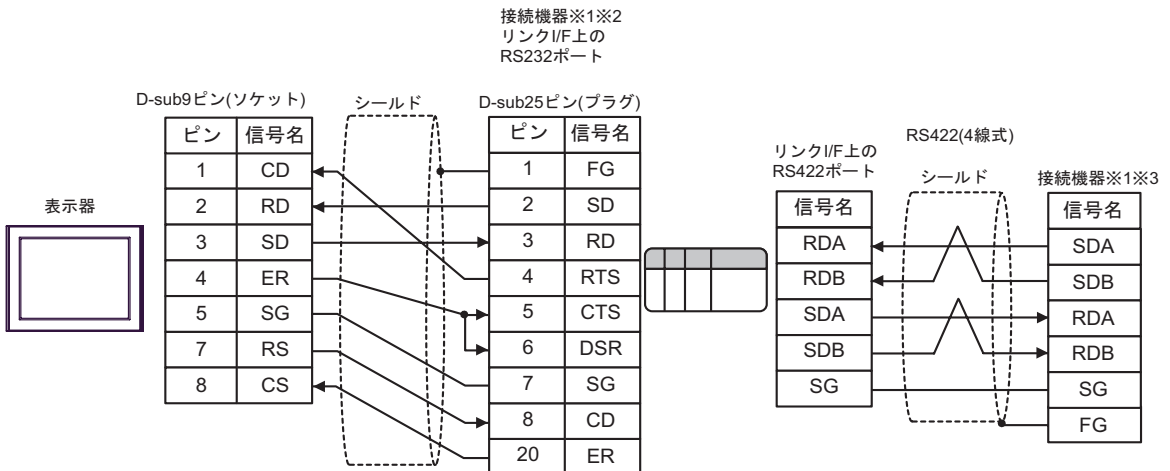 接続機器※1※2
リンクI/F上の
RS232ポート
D-sub9ピン(ソケット)
シールド
D-sub25ピン(プラグ)
表示器
ピン 信号名
1 CD
2 RD
3 SD
4 ER
5 SG
7 RS
8 CS
ピン 信号名
1 FG
2 SD
3 RD
4 RTS
5 CTS
6 DSR
7 SG
8 CD
20 ER
RS422(4線式)
リンクI/F上の
RS422ポート
シールド
接続機器※1※3
信号名
RDA
RDB
SDA
SDB
SG
信号名
SDA
SDB
RDA
RDB
SG
FG